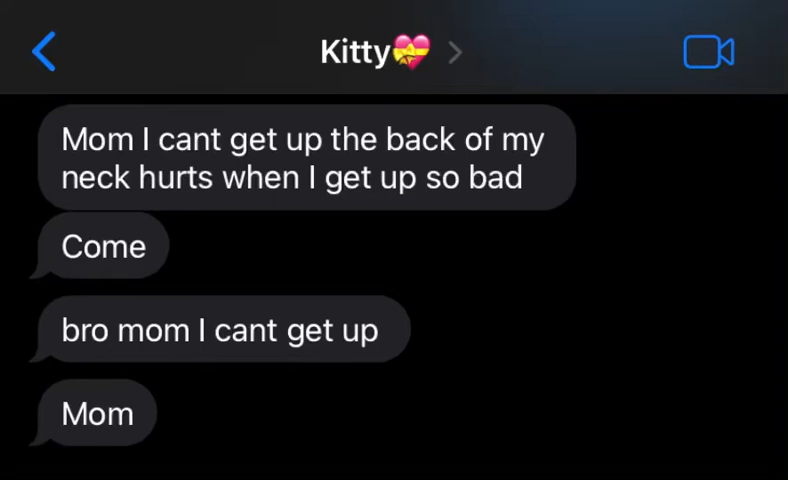 Kitty💝
Mom I cant get up the back of my
neck hurts when I get up so bad
Come
bro mom I cant get up
Mom